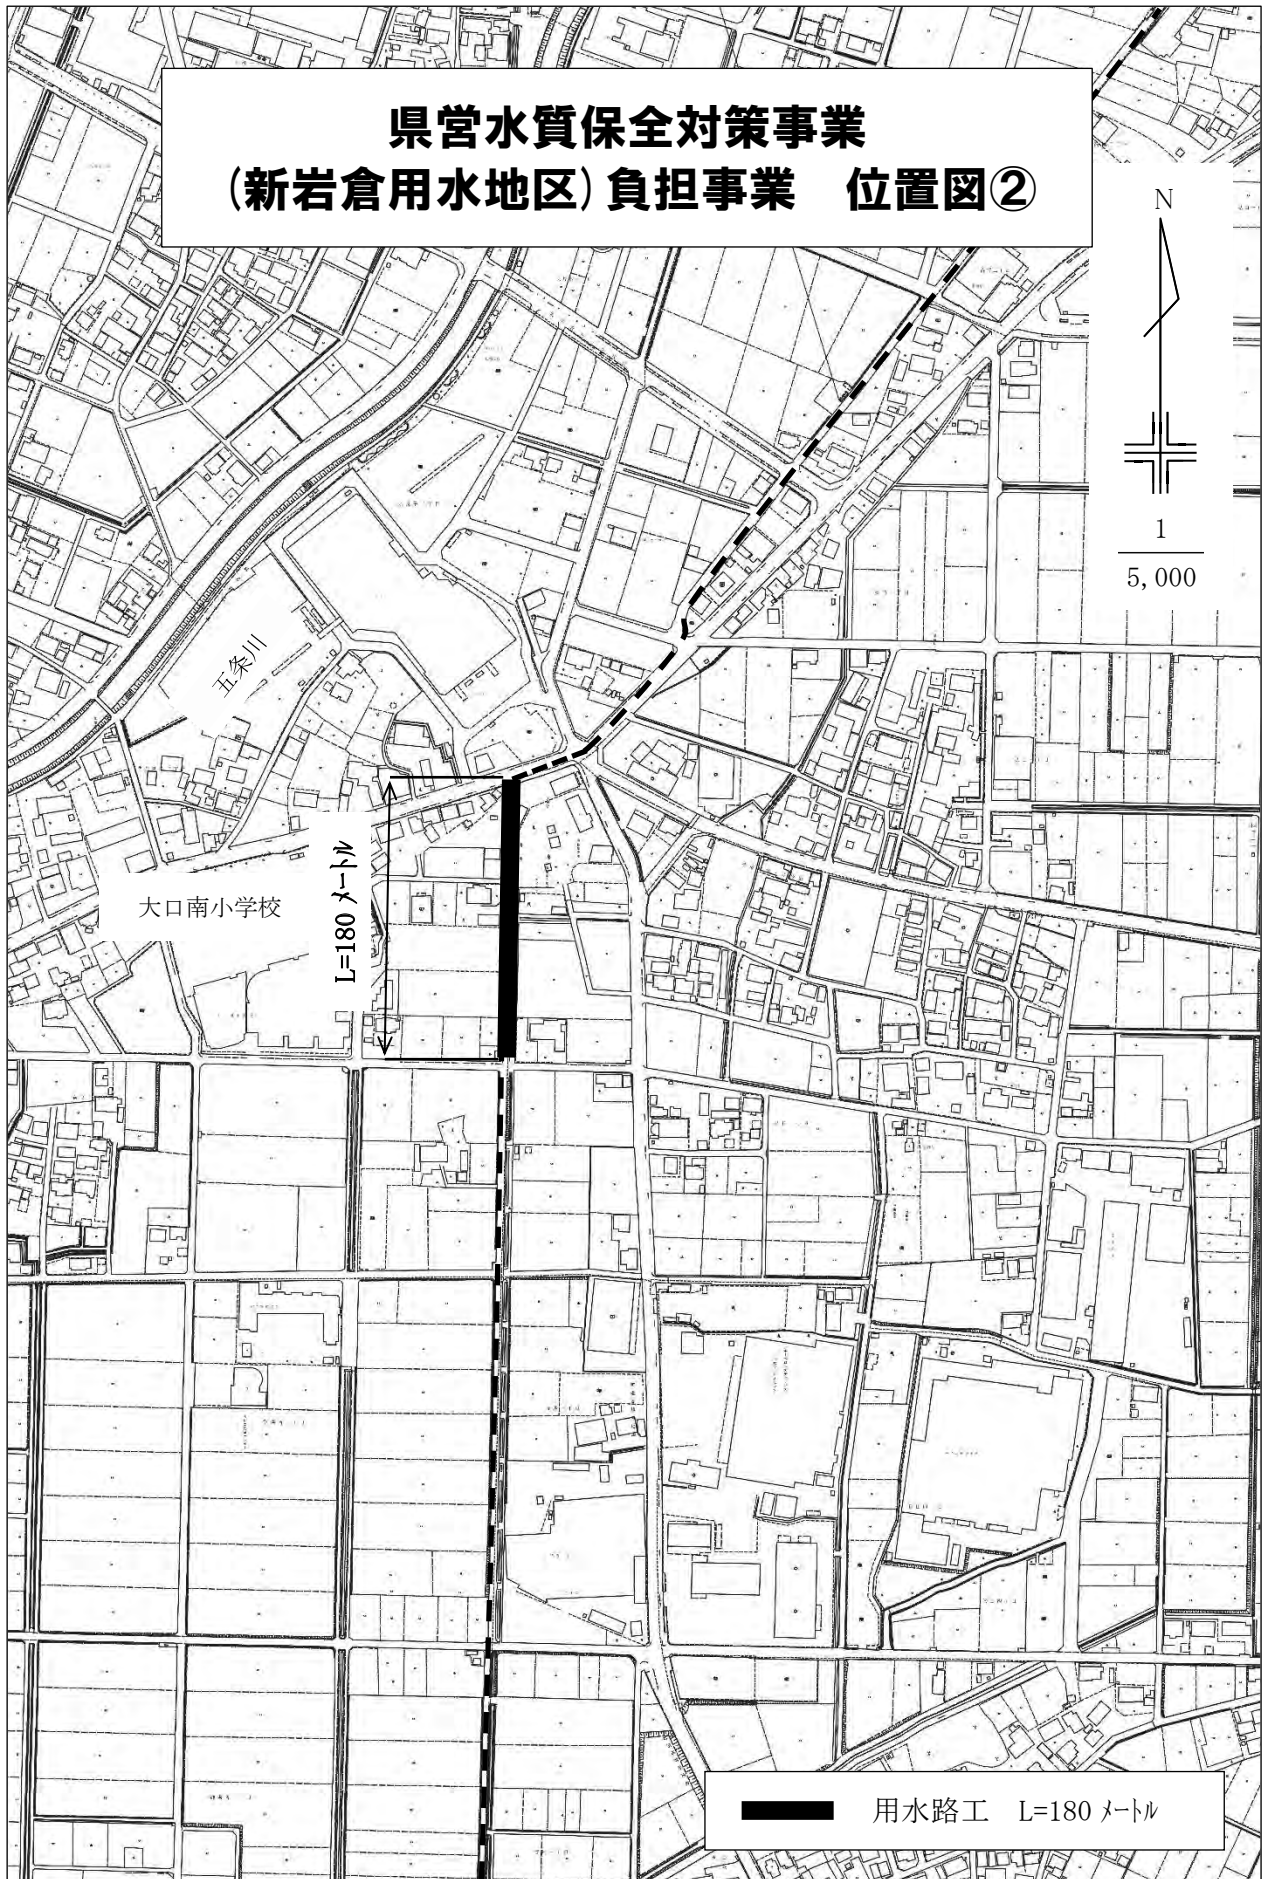 県営水質保全対策事業
(新岩倉用水地区)負担事業　位置図②
N
1
5,000
五条川
大口南小学校
L=180 メートル
用水路工　L=180 メートル